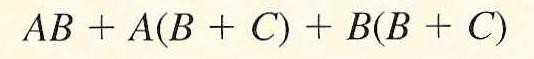 AB + A(B + C) + B(B + C)